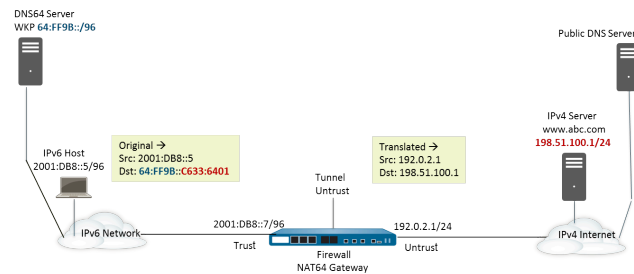 DNS64 Server
WKP 64:FF9B::/96
Public DNS Server
IPv4 Server
www.abc.com
198.51.100.1/24
IPv6 Host
2001:DB8::5/96
Original →
Src: 2001:DB8::5
Dst: 64:FF9B::C633:6401
Translated →
Src: 192.0.2.1
Dst: 198.51.100.1
Tunnel
Untrust
2001:DB8::7/96
192.0.2.1/24
IPv6 Network
IPv4 Internet
Trust
Untrust
Firewall
NAT64 Gateway